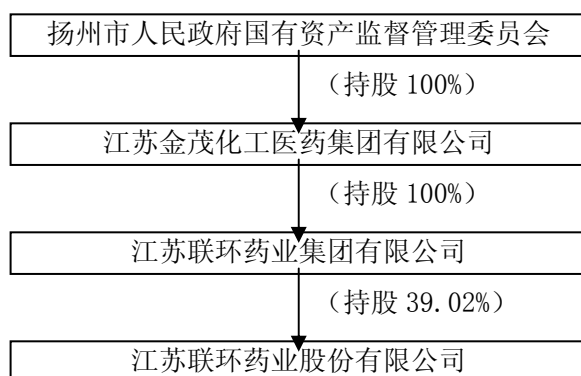 扬州市人民政府国有资产监督管理委员会
（持股 100%）
江苏金茂化工医药集团有限公司
（持股 100%）
江苏联环药业集团有限公司
（持股 39.02%）
江苏联环药业股份有限公司